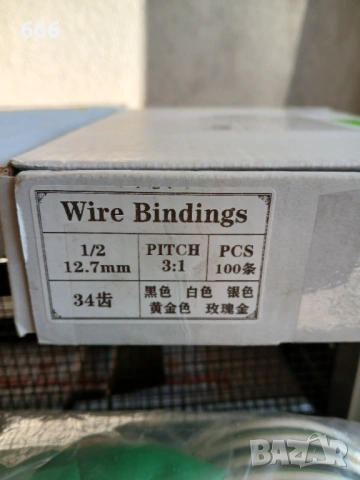 666
Wire Bindings
1/2
12.7mm
PITCH
3:1
PCS
100条
34齿
黑色 白色 银色
黄金色 玫瑰金
BAZAR